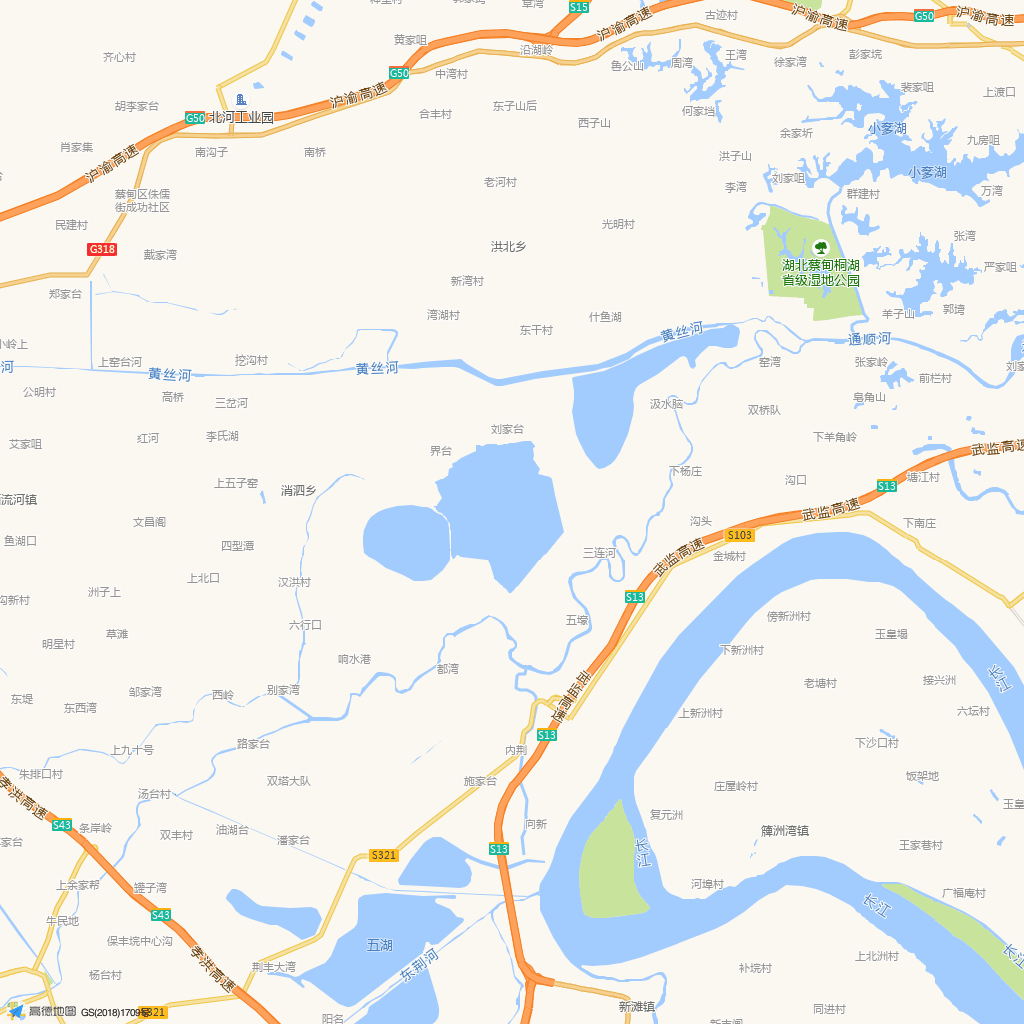 S15
沪渝高速
古迹村
沪渝高速
G50
沪渝高速
黄家咀
沿湖岭
齐心村
中湾村
G50
鱼公山
周湾
王湾
徐家湾
彭家垸
裴家咀
上渡口
胡李家台
沪渝高速
G50
北河工业园
合丰村
东子山后
西子山
何家垱
小奓湖
余家圻
九房咀
肖家集
沪渝高速
南沟子
南桥
洪子山
刘家咀
小奓湖
李湾
万湾
老河村
群建村
蔡甸区侏儒
街成功社区
民建村
光明村
张湾
G318
戴家湾
洪北乡
湖北蔡甸桐湖
省级湿地公园
严家咀
新湾村
郑家台
湾湖村
什鱼湖
东干村
羊子山
郭塆
黄丝河
通顺河
小岭上
河
上窑台河
挖沟村
黄丝河
黄丝河
窑湾
张家岭
刘家
前栏村
公明村
高桥
三岔河
汲水脑
双桥队
皂角山
刘家台
下羊角岭
艾家咀
红河
李氏湖
界台
武监高速
下杨庄
上五子窑
消泗乡
沟口
S13
塘江村
流河镇
武监高速
文昌阁
沟头
下南庄
鱼湖口
四型潭
S103
三连河
武监高速
金城村
上北口
汉洪村
洲子上
沟新村
S13
五壕
六行口
傍新洲村
草滩
明星村
玉皇塌
响水港
都湾
下新洲村
长江
邹家湾
西岭
别家湾
武监高速
老塘村
接兴洲
东堤
东西湾
上新洲村
六坛村
路家台
S13
内荆
下沙口村
上九十号
朱排口村
双塔大队
施家台
饭架地
庄屋岭村
孝洪高速
汤台村
玉皇
S43
条岸岭
双丰村
油湖台
潘家台
向新
复元洲
簰洲湾镇
S321
S13
长江
王家巷村
家台
上余家帮
罐子湾
河埠村
广福庵村
长江
牛民地
S43
保丰垸中心沟
五湖
孝洪高速
荆丰大湾
东荆河
上北洲村
长江
杨台村
补垸村
新滩镇
同进村
高德地图
GS(2018)1709号
S321
阳名